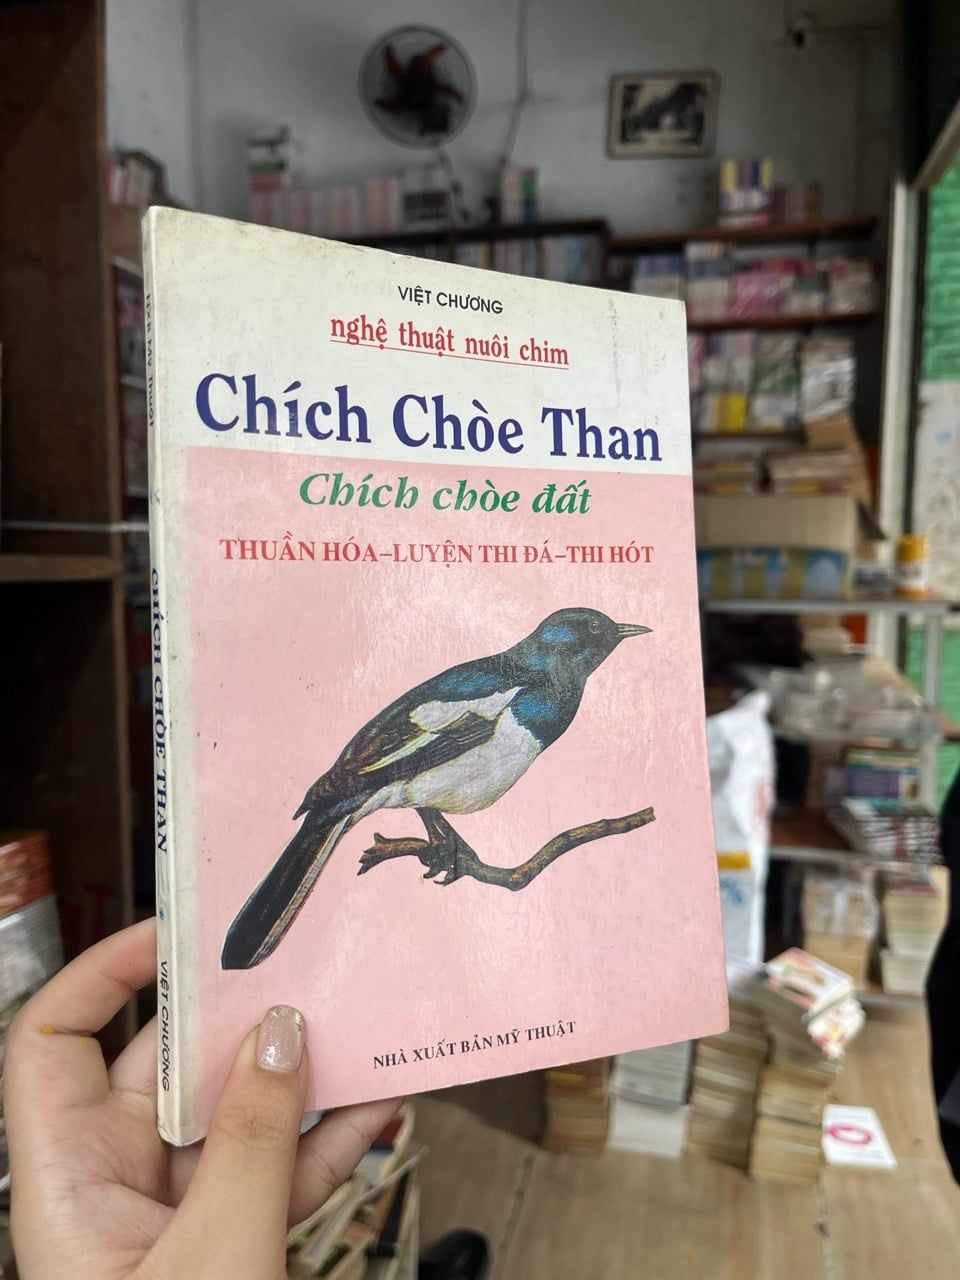 VIỆT CHƯƠNG
nghệ thuật nuôi chim
Chích Chòe Than
Chích chòe đất
THUẦN HÓA–LUYỆN THI ĐÁ–THI HÓT
NHÀ XUẤT BẢN MỸ THUẬT
CHÍCH CHÒE THAN
VIỆT CHƯƠNG